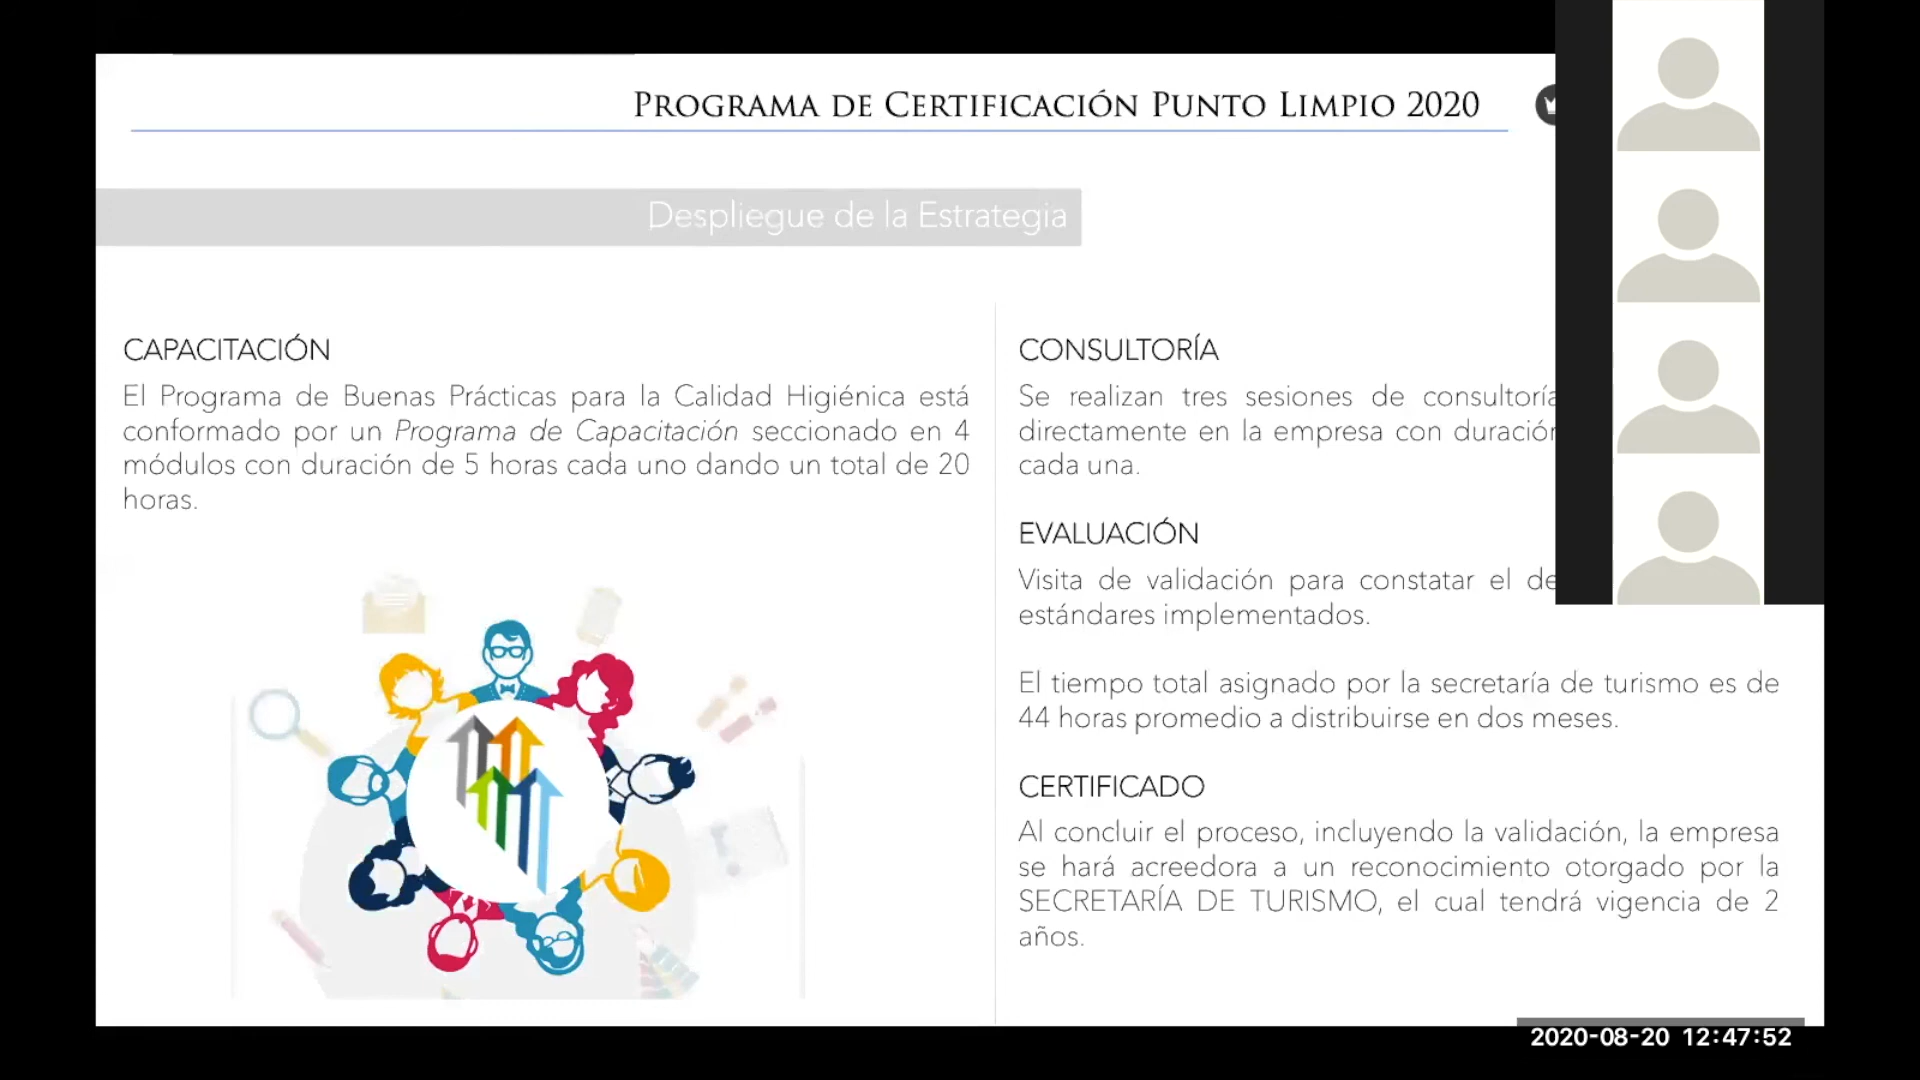 PROGRAMA DE CERTIFICACIÓN PUNTO LIMPIO 2020
Despliegue de la Estrategia
CAPACITACIÓN
El Programa de Buenas Prácticas para la Calidad Higiénica está
conformado por un Programa de Capacitación seccionado en 4
módulos con duración de 5 horas cada uno dando un total de 20
horas.
CONSULTORÍA
Se realizan tres sesiones de consultoría
directamente en la empresa con duración
cada una.
EVALUACIÓN
Visita de validación para constatar el
estándares implementados.
El tiempo total asignado por la secretaría de turismo es de
44 horas promedio a distribuirse en dos meses.
CERTIFICADO
Al concluir el proceso, incluyendo la validación, la empresa
se hará acreedora a un reconocimiento otorgado por la
SECRETARÍA DE TURISMO, el cual tendrá vigencia de 2
años.
2020-08-20 12:47:52